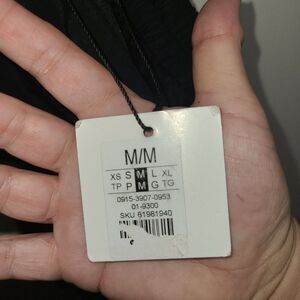 M/M
XS S M L XL
TP P M G TG
0915-3907-0953
01-9300
SKU 61981940